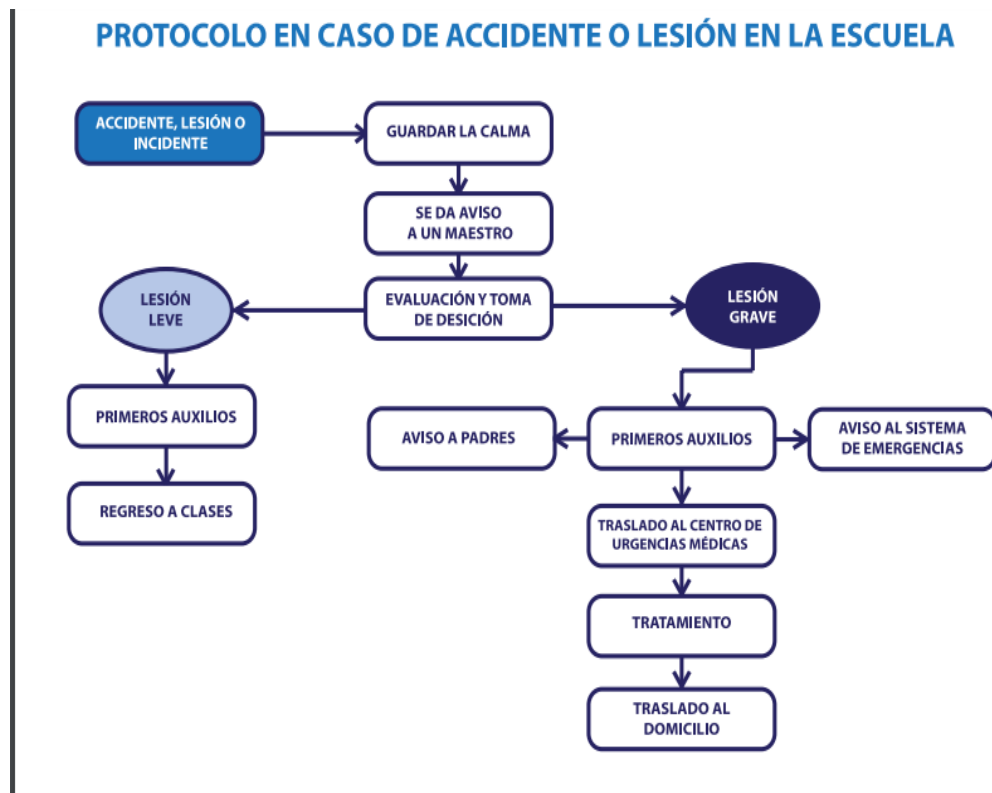 PROTOCOLO EN CASO DE ACCIDENTE O LESIÓN EN LA ESCUELA
ACCIDENTE, LESIÓN O
INCIDENTE
GUARDAR LA CALMA
SE DA AVISO
A UN MAESTRO
EVALUACIÓN Y TOMA
DE DESICIÓN
LESIÓN
LEVE
PRIMEROS AUXILIOS
REGRESO A CLASES
LESIÓN
GRAVE
AVISO A PADRES
PRIMEROS AUXILIOS
AVISO AL SISTEMA
DE EMERGENCIAS
TRASLADO AL CENTRO DE
URGENCIAS MÉDICAS
TRATAMIENTO
TRASLADO AL
DOMICILIO